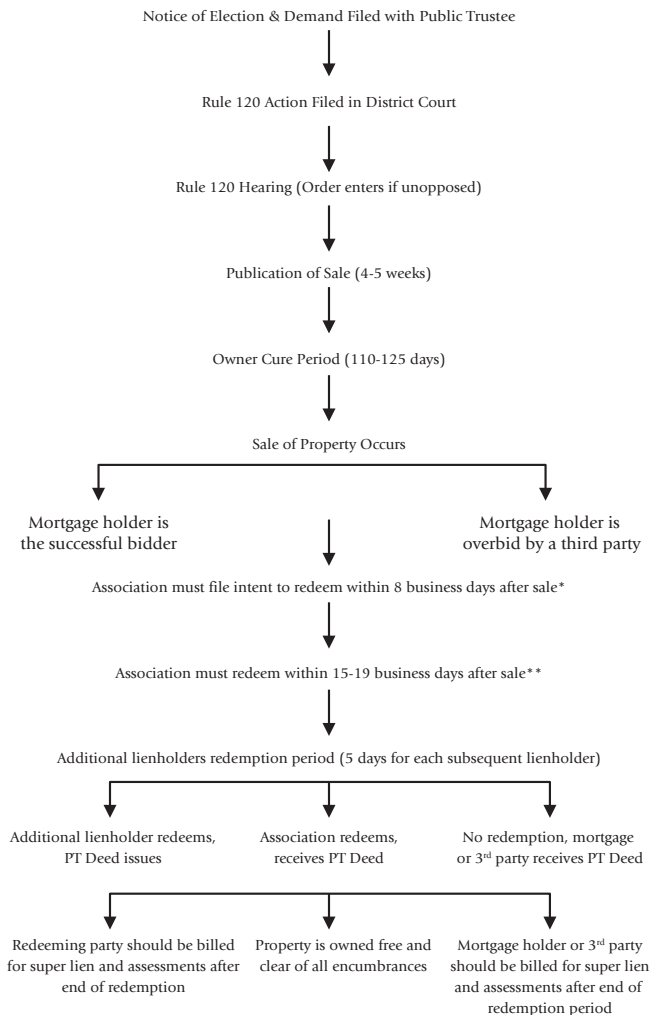 Notice of Election & Demand Filed with Public Trustee
Rule 120 Action Filed in District Court
Rule 120 Hearing (Order enters if unopposed)
Publication of Sale (4-5 weeks)
Owner Cure Period (110-125 days)
Sale of Property Occurs
Mortgage holder is
the successful bidder
Mortgage holder is
overbid by a third party
Association must file intent to redeem within 8 business days after sale*
Association must redeem within 15-19 business days after sale**
Additional lienholders redemption period (5 days for each subsequent lienholder)
Additional lienholder redeems,
PT Deed issues
Association redeems,
receives PT Deed
No redemption, mortgage
or 3rd party receives PT Deed
Redeeming party should be billed
for super lien and assessments after
end of redemption
Property is owned free and
clear of all encumbrances
Mortgage holder or 3rd party
should be billed for super lien
and assessments after end of
redemption period